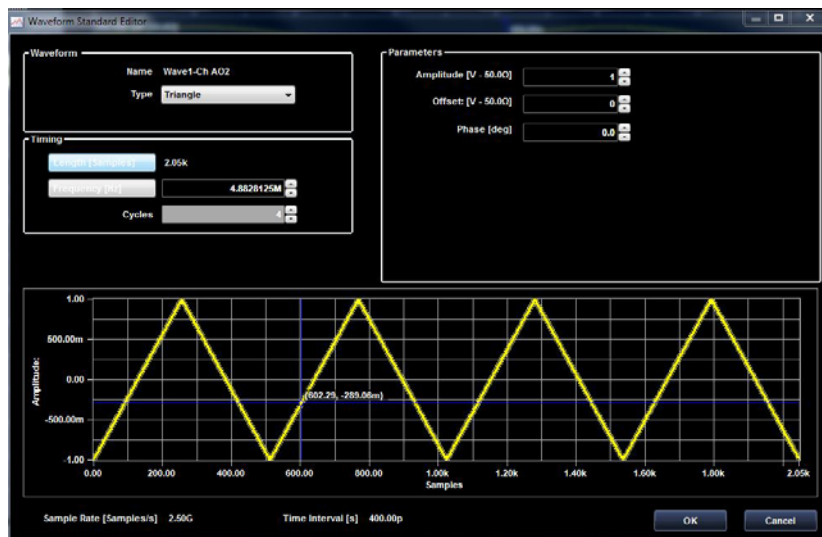 Waveform Standard Editor
Waveform
Name Wave1-Ch AO2
Type Triangle
Timing
Length [Samples] 2.05k
Frequency [Hz] 4.8828125M
Cycles 4
Parameters
Amplitude [V - 50.0Ω] 1
Offset: [V - 50.0Ω] 0
Phase [deg] 0.0
Amplitude:
1.00
500.00m
0.00
-500.00m
-1.00
(602.29, -289.06m)
0.00 200.00 400.00 600.00 800.00 1.00k 1.20k 1.40k 1.60k 1.80k 2.05k
Samples
Sample Rate [Samples/s] 2.50G Time Interval [s] 400.00p
OK Cancel